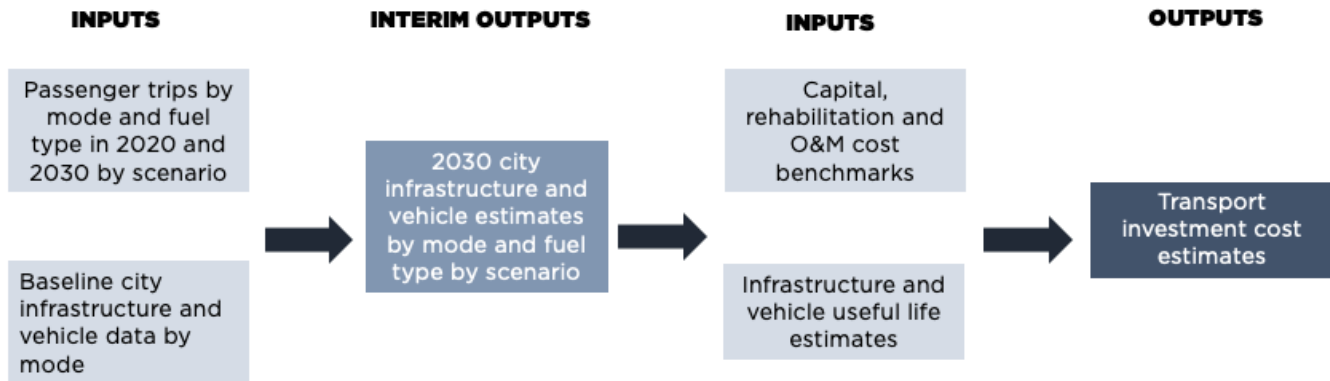 INPUTS
Passenger trips by
mode and fuel
type in 2020 and
2030 by scenario
Baseline city
infrastructure and
vehicle data by
mode
INTERIM OUTPUTS
2030 city
infrastructure and
vehicle estimates
by mode and fuel
type by scenario
INPUTS
Capital,
rehabilitation and
O&M cost
benchmarks
Infrastructure and
vehicle useful life
estimates
OUTPUTS
Transport
investment cost
estimates